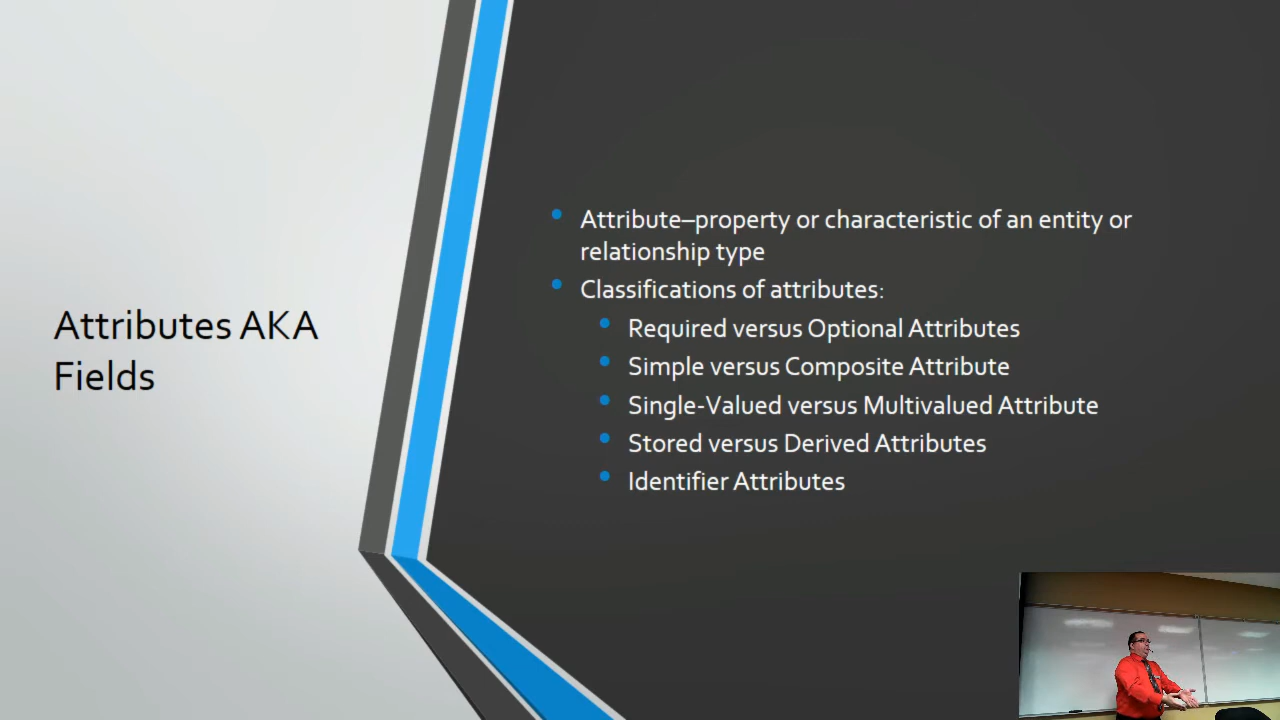 Attributes AKA
Fields
Attribute–property or characteristic of an entity or
relationship type
Classifications of attributes:
Required versus Optional Attributes
Simple versus Composite Attribute
Single-Valued versus Multivalued Attribute
Stored versus Derived Attributes
Identifier Attributes